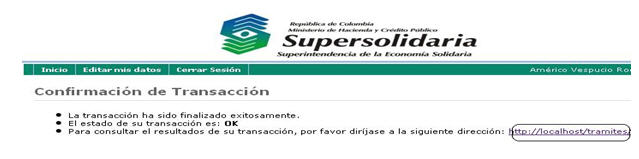 República de Colombia
Ministerio de Hacienda y Crédito Público
Supersolidaria
Superintendencia de la Economía Solidaria
Inicio Editar mis datos Cerrar Sesión Américo Vespucio Ro
Confirmación de Transacción
La transacción ha sido finalizado exitosamente.
El estado de su transacción es: OK
Para consultar el resultados de su transacción, por favor diríjase a la siguiente dirección: http://localhost/tramites/